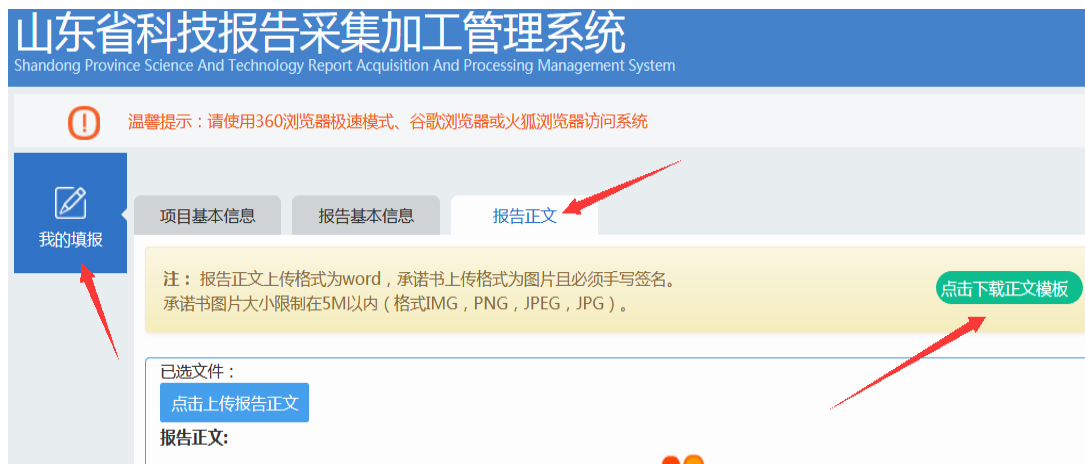 山东省科技报告采集加工管理系统
Shandong Province Science And Technology Report Acquisition And Processing Management System
温馨提示：请使用360浏览器极速模式、谷歌浏览器或火狐浏览器访问系统
我的填报
项目基本信息 报告基本信息 报告正文
注： 报告正文上传格式为word，承诺书上传格式为图片且必须手写签名。
承诺书图片大小限制在5M以内（格式IMG，PNG，JPEG，JPG）。
点击下载正文模板
已选文件：
点击上传报告正文
报告正文: